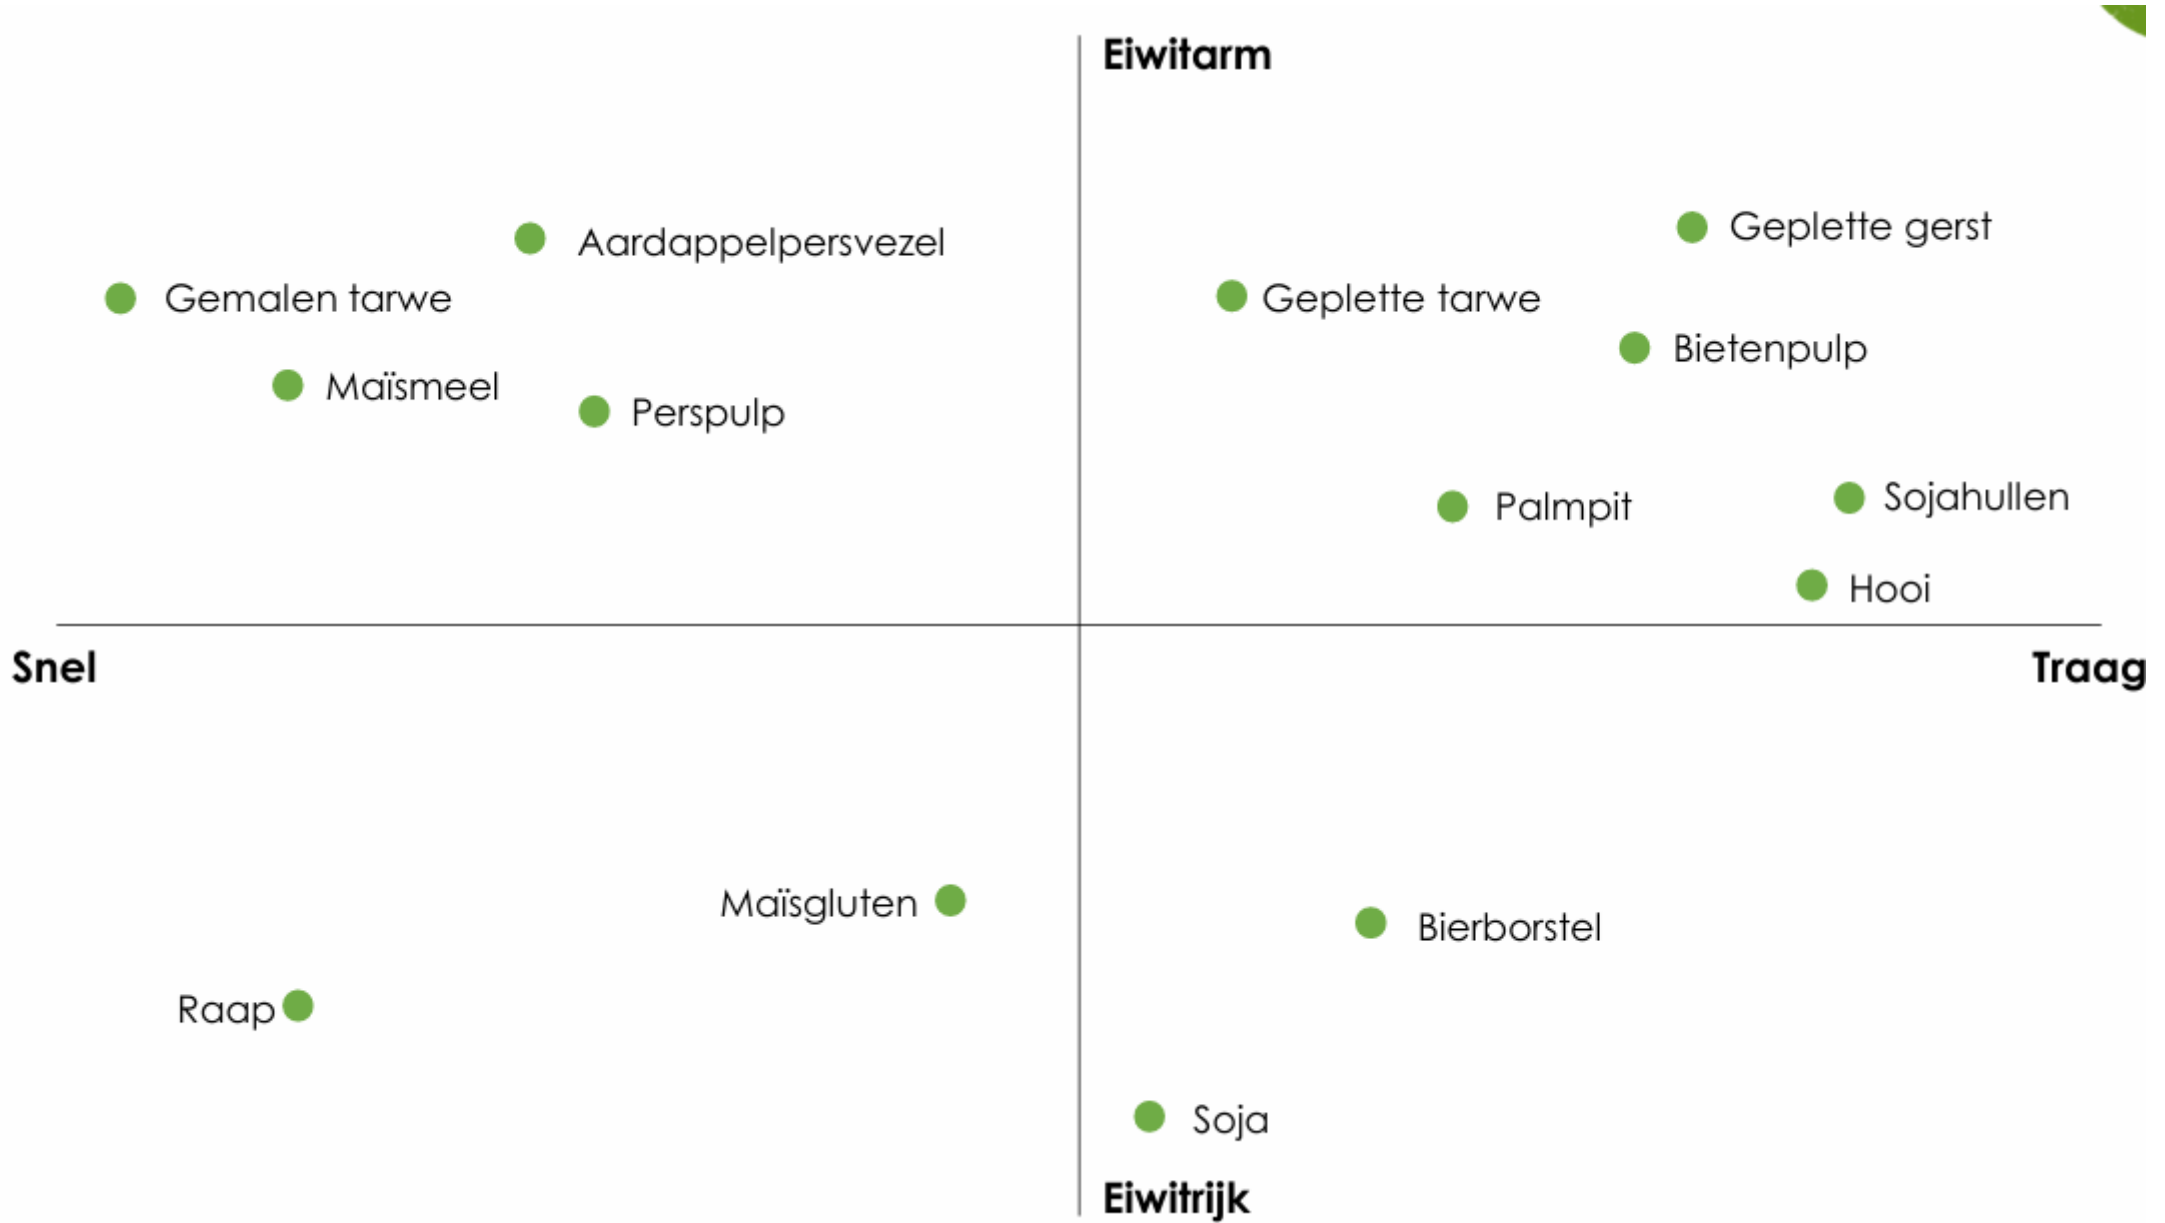 Eiwitarm
Geplette gerst
Aardappelpersvezel
Gemalen tarwe
Geplette tarwe
Bietenpulp
Maïsmeel
Perspulp
Sojahullen
Palmpit
Hooi
Snel
Traag
Maïsgluten
Bierborstel
Raap
Soja
Eiwitrijk